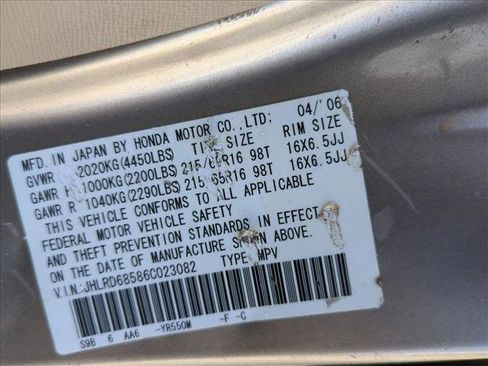 MFD. IN JAPAN BY HONDA MOTOR CO.,LTD: 04/'06
GVWR 2020KG(4450LBS) TIRE SIZE RIM SIZE
GAWR F 1000KG(2200LBS) 215/65R16 98T 16X6.5JJ
GAWR R 1040KG(2290LBS) 215/65R16 98T 16X6.5JJ
THIS VEHICLE CONFORMS TO ALL APPLICABLE
FEDERAL MOTOR VEHICLE SAFETY
AND THEFT PREVENTION STANDARDS IN EFFECT
ON THE DATE OF MANUFACTURE SHOWN ABOVE.
V.I.N: JHLRD68586C023082 TYPE: MPV
S9B 6 AA6 -YR550M -F -C